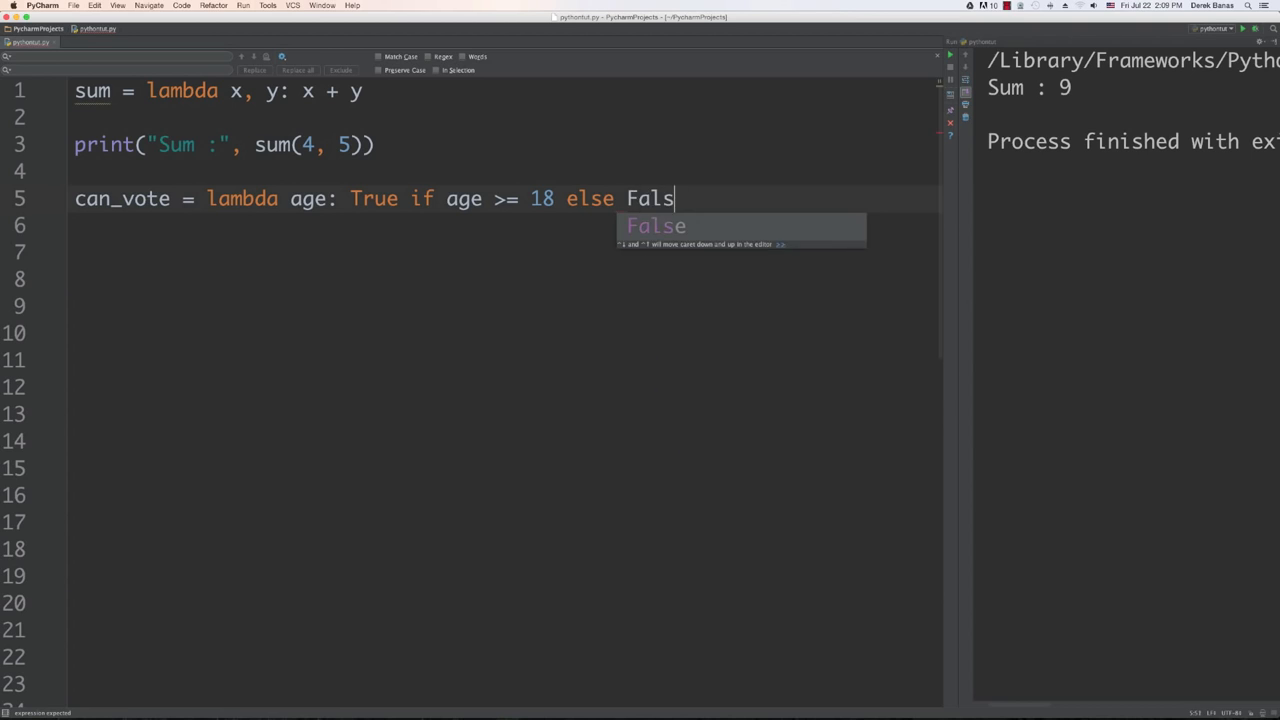 PyCharm File Edit View Navigate Code Refactor Run Tools VCS Window Help 10 Fri Jul 22 2:09 PM Derek Banas
pythontut.py - PycharmProjects - [~/PycharmProjects]
PycharmProjects pythontut.py pythontut
pythontut.py Run pythontut
Match Case Regex Words
Replace Replace all Exclude Preserve Case In Selection
1 sum = lambda x, y: x + y
2
3 print("Sum :", sum(4, 5))
4
5 can_vote = lambda age: True if age >= 18 else Fals
6
False
^↓ and ^↑ will move caret down and up in the editor >>
7
8
9
10
11
12
13
14
15
16
17
18
19
20
21
22
23
/Library/Frameworks/Pytho
Sum : 9
Process finished with ex
expression expected 5:51 LF÷ UTF-8÷